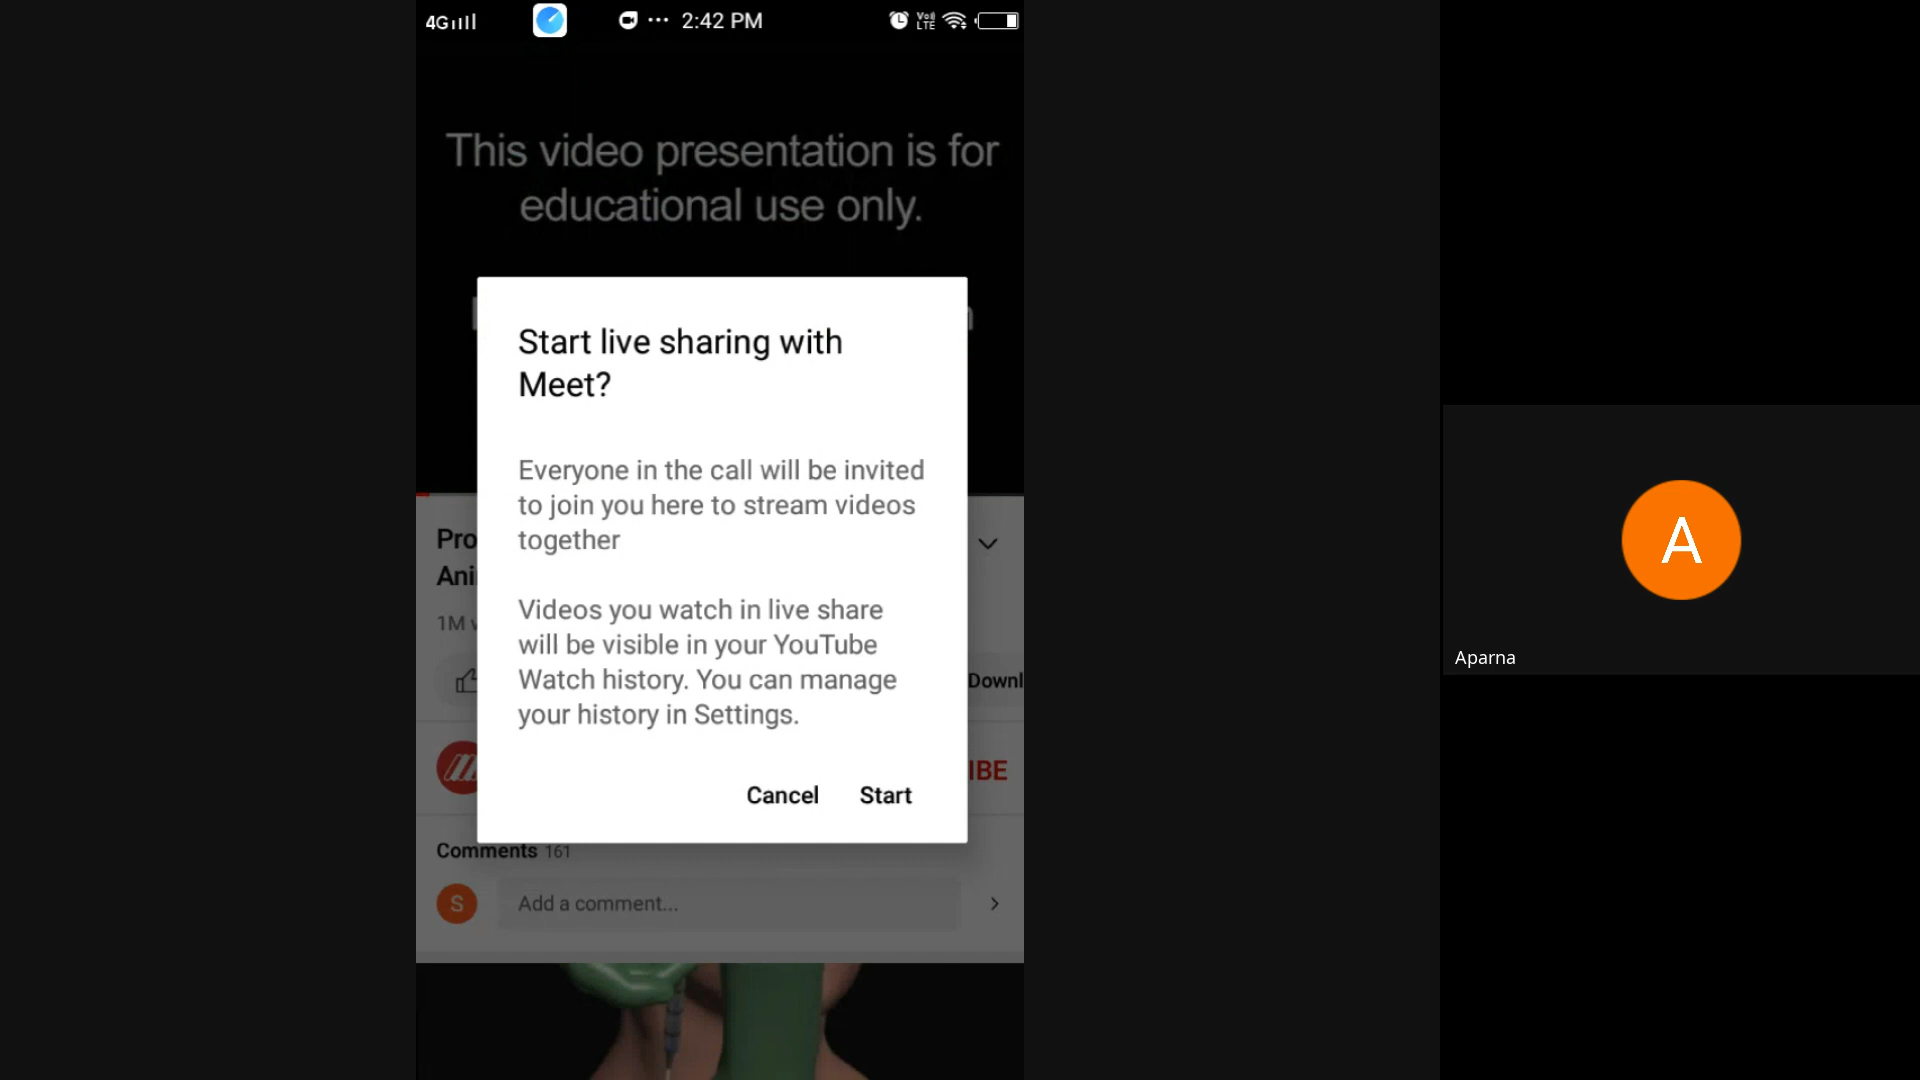 4G 2:42 PM Vo) LTE
This video presentation is for
educational use only.
Start live sharing with
Meet?
Everyone in the call will be invited
to join you here to stream videos
together
Videos you watch in live share
will be visible in your YouTube
Watch history. You can manage
your history in Settings.
Cancel Start
Pro
Ani
1M
Downl
IBE
Comments 161
S Add a comment...
A
Aparna